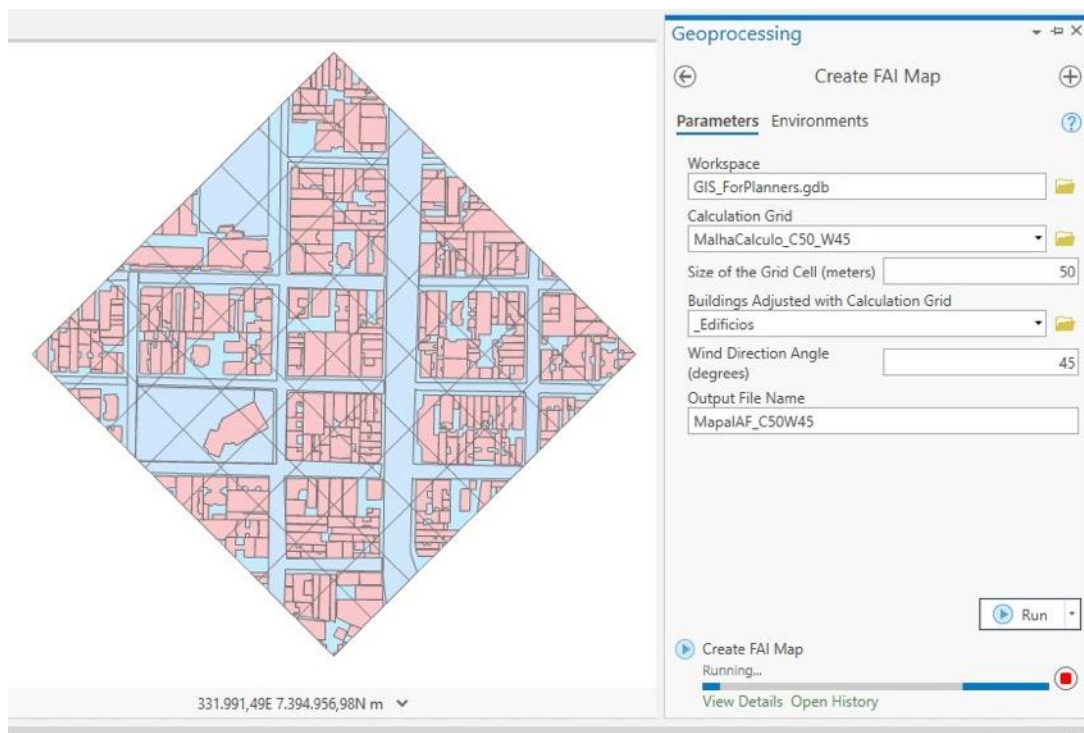 Geoprocessing
Create FAI Map
Parameters Environments
Workspace
GIS_ForPlanners.gdb
Calculation Grid
MalhaCalculo_C50_W45
Size of the Grid Cell (meters) 50
Buildings Adjusted with Calculation Grid
_Edificios
Wind Direction Angle
(degrees) 45
Output File Name
MapaIAF_C50W45
Run
Create FAI Map
Running...
View Details Open History
331.991,49E 7.394.956,98N m